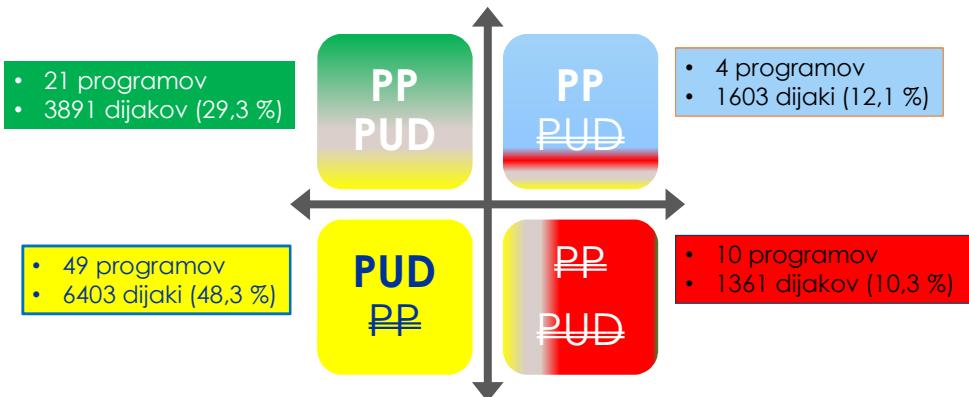 • 21 programov
• 3891 dijakov (29,3 %)
PP
PUD
PP
PUD
• 4 programov
• 1603 dijaki (12,1 %)
• 49 programov
• 6403 dijaki (48,3 %)
PUD
PP
PP
PUD
• 10 programov
• 1361 dijakov (10,3 %)